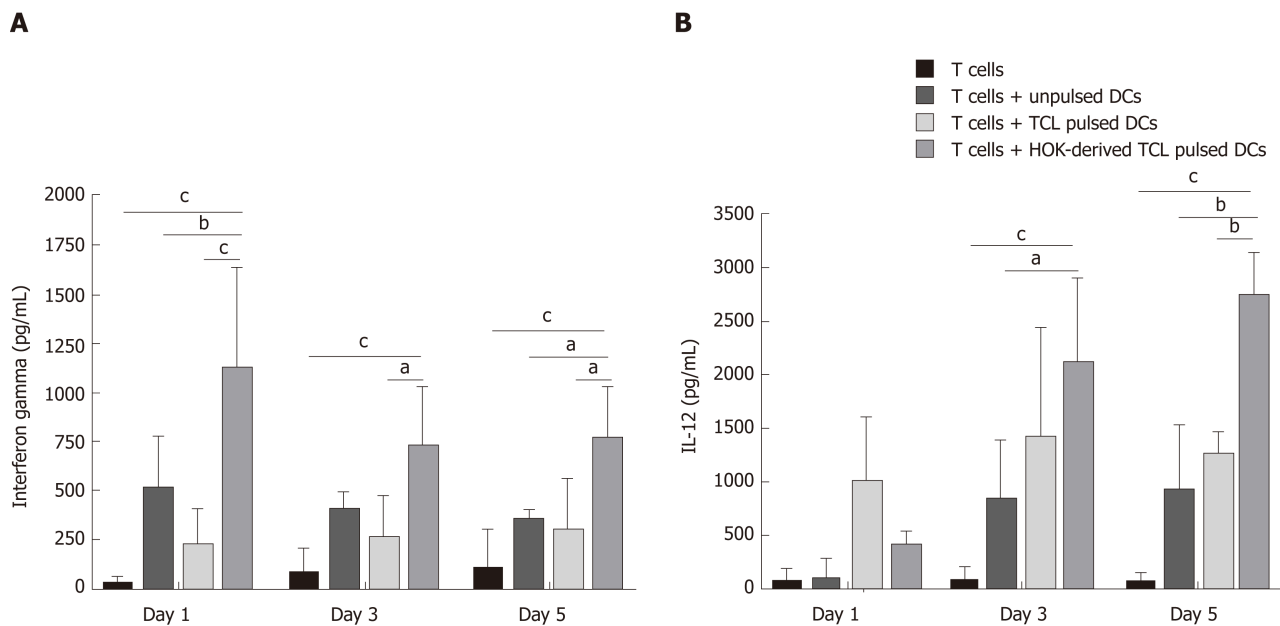 A
B
T cells
T cells + unpulsed DCs
T cells + TCL pulsed DCs
T cells + HOK-derived TCL pulsed DCs
Interferon gamma (pg/mL)
2000
1750
1500
1250
1000
750
500
250
0
c
b
c
c
a
c
a
a
Day 1
Day 3
Day 5
IL-12 (pg/mL)
3500
3000
2500
2000
1500
1000
500
0
c
a
c
b
b
Day 1
Day 3
Day 5